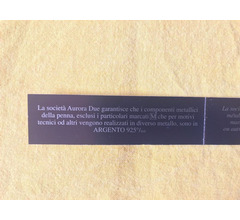 La società Aurora Due garantisce che i componenti metallici
della penna, esclusi i particolari marcati M che per motivi
tecnici od altri vengono realizzati in diverso metallo, sono in
ARGENTO 925°/₀₀